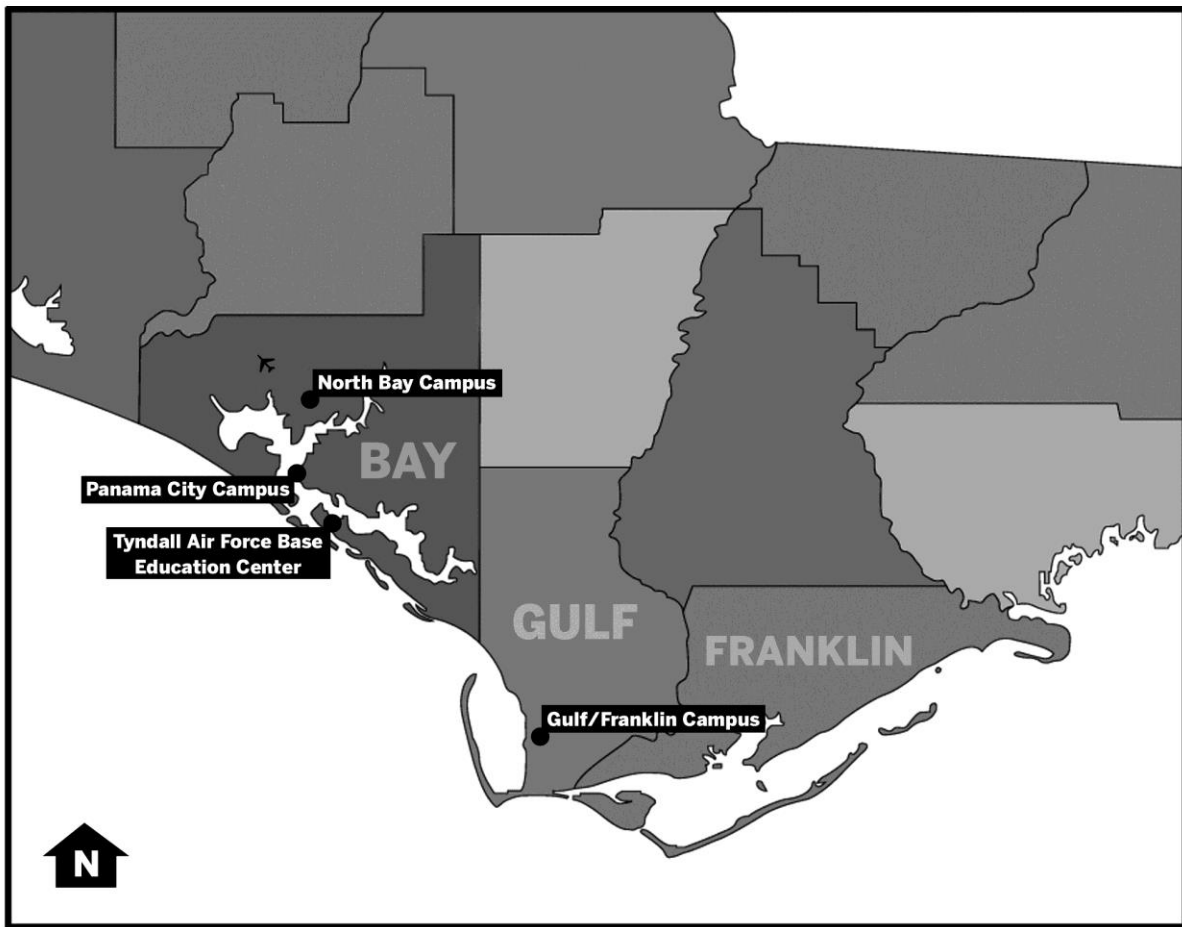 North Bay Campus
BAY
Panama City Campus
Tyndall Air Force Base
Education Center
GULF
FRANKLIN
Gulf/Franklin Campus
N